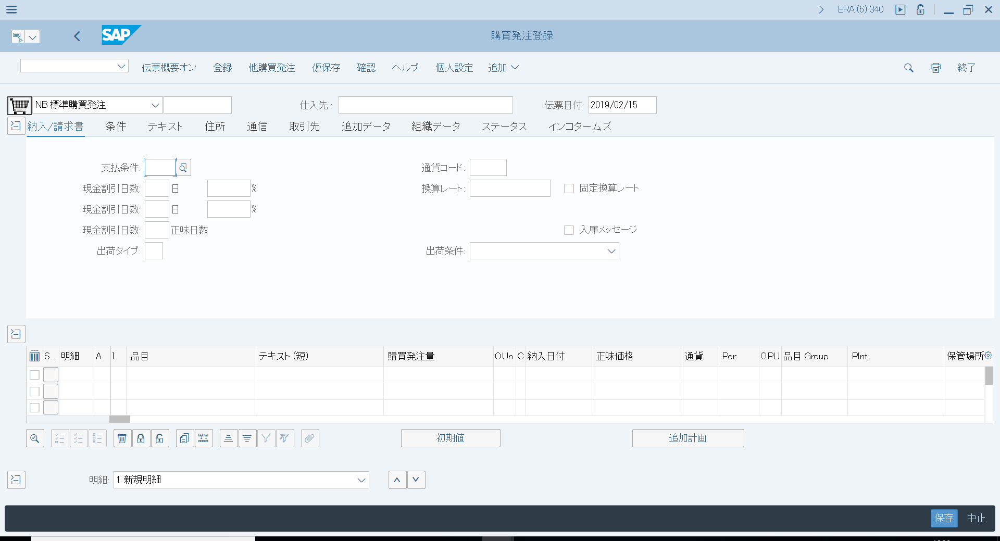 ERA (6) 340
SAP
購買発注登録
伝票概要オン 登録 他購買発注 仮保存 確認 ヘルプ 個人設定 追加 終了
NB 標準購買発注 仕入先 : 伝票日付: 2019/02/15
納入/請求書 条件 テキスト 住所 通信 取引先 追加データ 組織データ ステータス インコタームズ
支払条件: 通貨コード:
現金割引日数: 日 % 換算レート: 固定換算レート
現金割引日数: 日 %
現金割引日数: 正味日数 入庫メッセージ
出荷タイプ: 出荷条件:
S... 明細 A I 品目 テキスト (短) 購買発注量 OUn C 納入日付 正味価格 通貨 Per OPU 品目 Group Plnt 保管場所
初期値 追加計画
明細: 1 新規明細
保存 中止